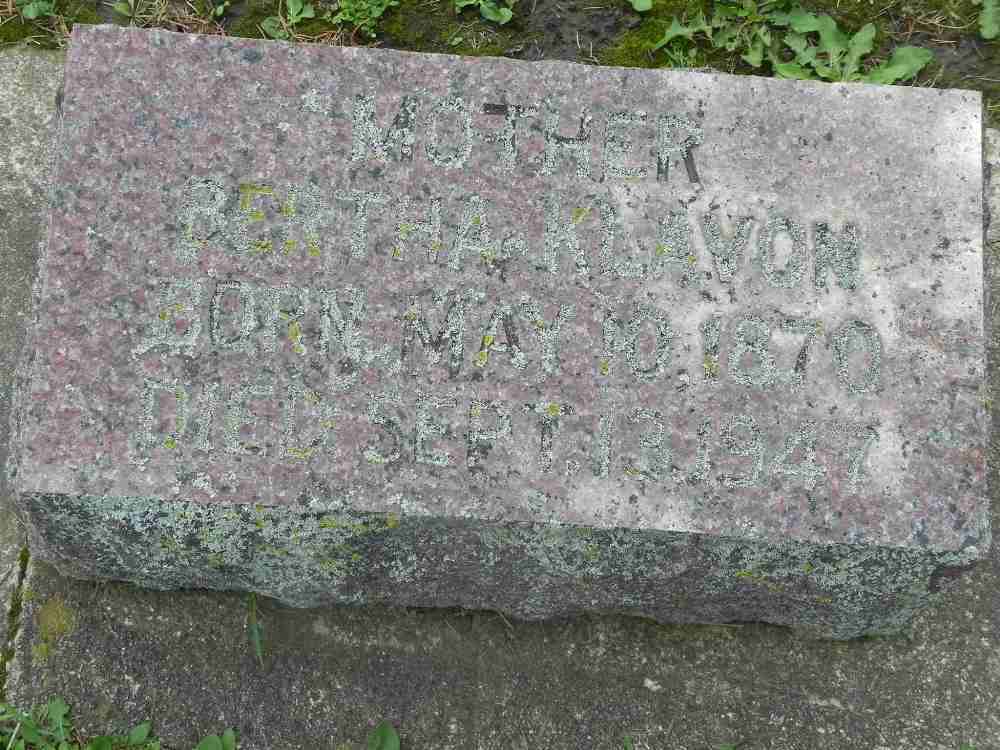 MOTHER
BERTHA KLAVON
BORN MAY 10, 1870
DIED SEPT. 13, 1947